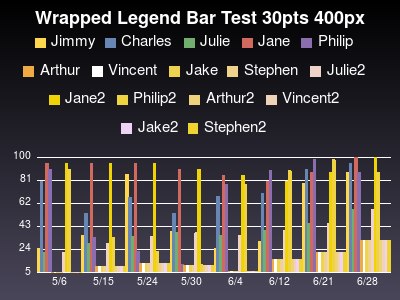 Wrapped Legend Bar Test 30pts 400px
Jimmy Charles Julie Jane Philip
Arthur Vincent Jake Stephen Julie2
Jane2 Philip2 Arthur2 Vincent2
Jake2 Stephen2
100
81
62
43
24
5
5/6 5/15 5/24 5/30 6/4 6/12 6/21 6/28